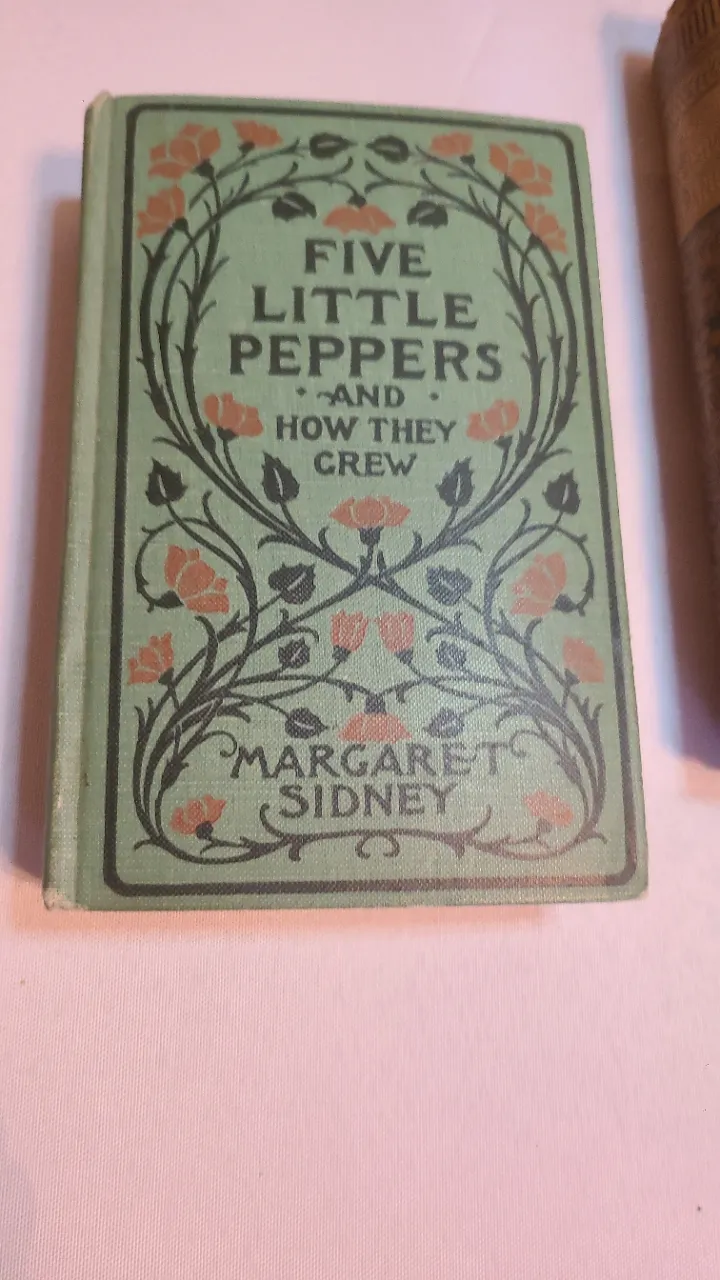 FIVE
LITTLE
PEPPERS
· AND ·
HOW THEY
GREW
MARGARET
SIDNEY